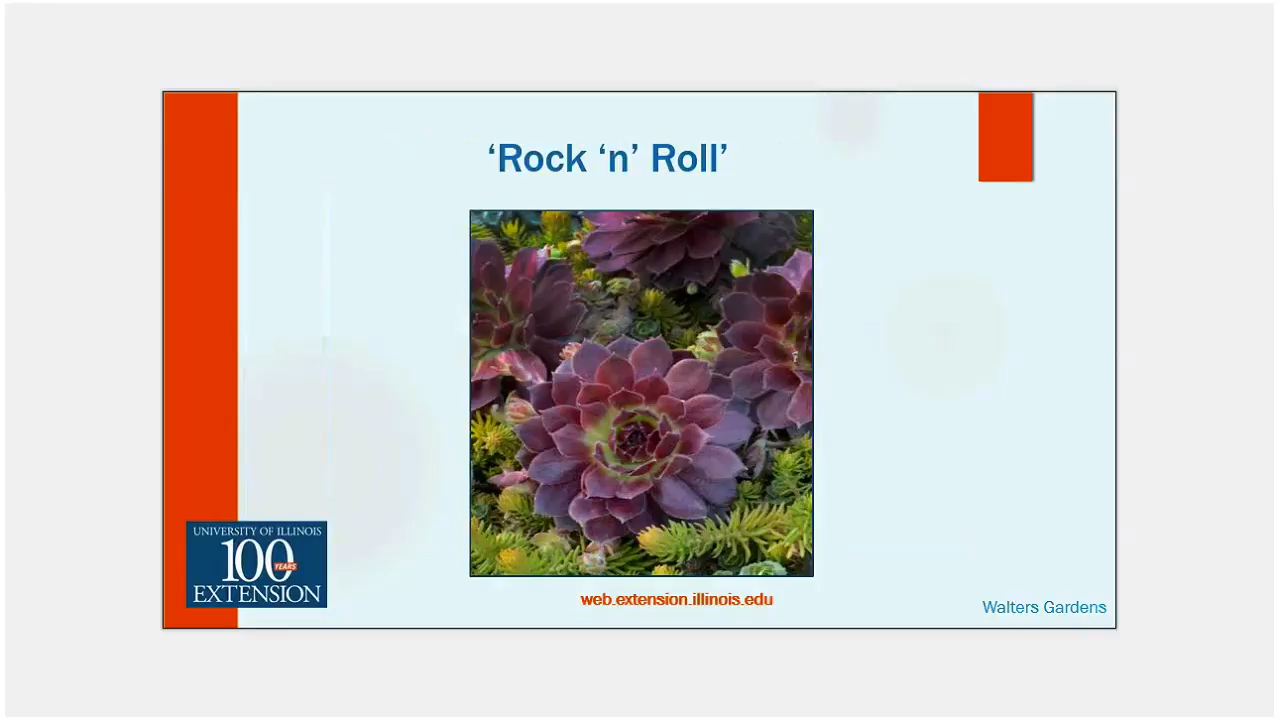 ‘Rock ‘n’ Roll’
UNIVERSITY OF ILLINOIS
100 YEARS
EXTENSION
web.extension.illinois.edu
Walters Gardens